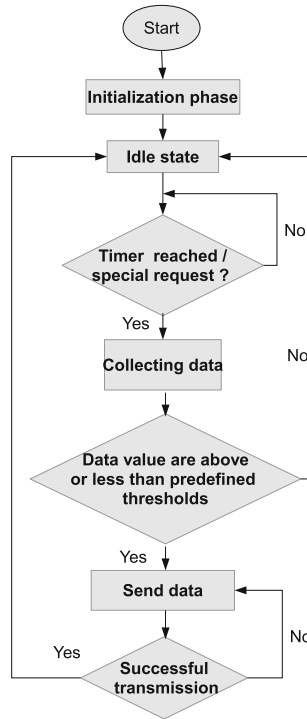 Start
Initialization phase
Idle state
No
Timer reached /
special request ?
Yes
Collecting data
No
Data value are above
or less than predefined
thresholds
Yes
Send data
No
Yes
Successful
transmission